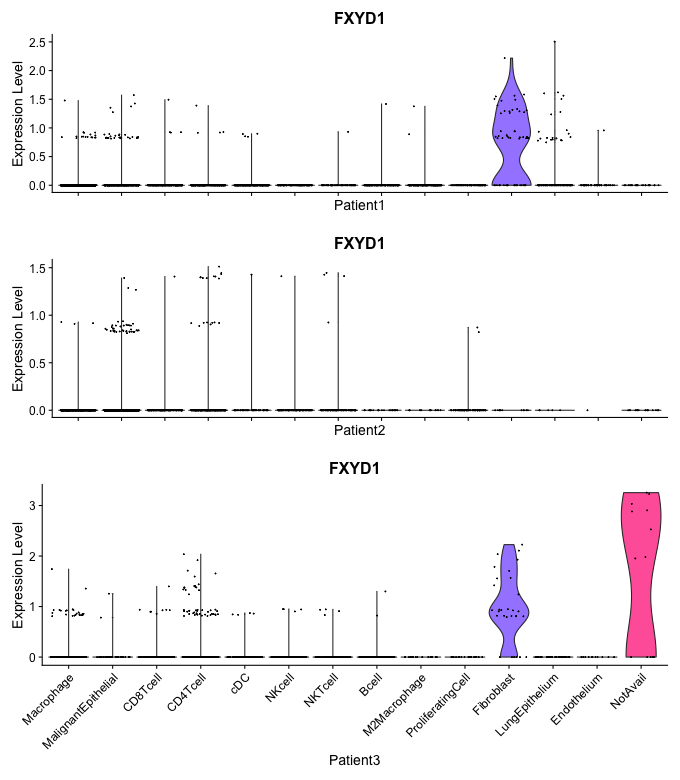 FXYD1
Expression Level
2.5
2.0
1.5
1.0
0.5
0.0
Patient1
FXYD1
Expression Level
1.5
1.0
0.5
0.0
Patient2
FXYD1
Expression Level
3
2
1
0
Macrophage
MalignantEpithelial
CD8Tcell
CD4Tcell
cDC
NKcell
NKTcell
Bcell
M2Macrophage
ProliferatingCell
Fibroblast
LungEpithelium
Endothelium
NotAvail
Patient3